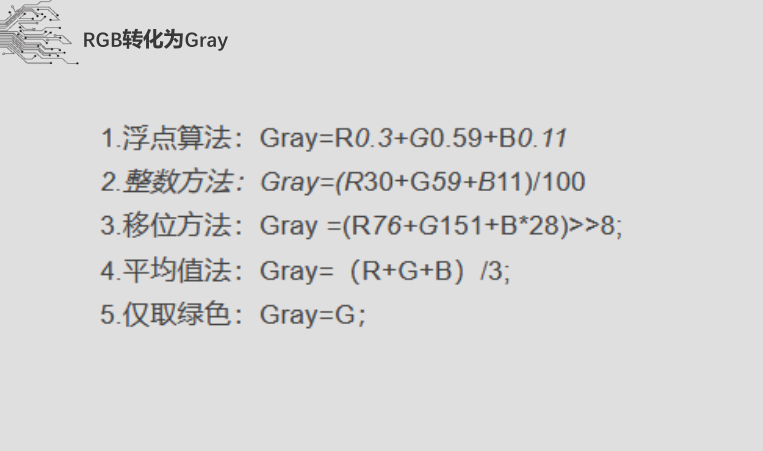 RGB转化为Gray
1.浮点算法：Gray=R0.3+G0.59+B0.11
2.整数方法：Gray=(R30+G59+B11)/100
3.移位方法：Gray =(R76+G151+B*28)>>8;
4.平均值法：Gray=（R+G+B）/3;
5.仅取绿色：Gray=G；